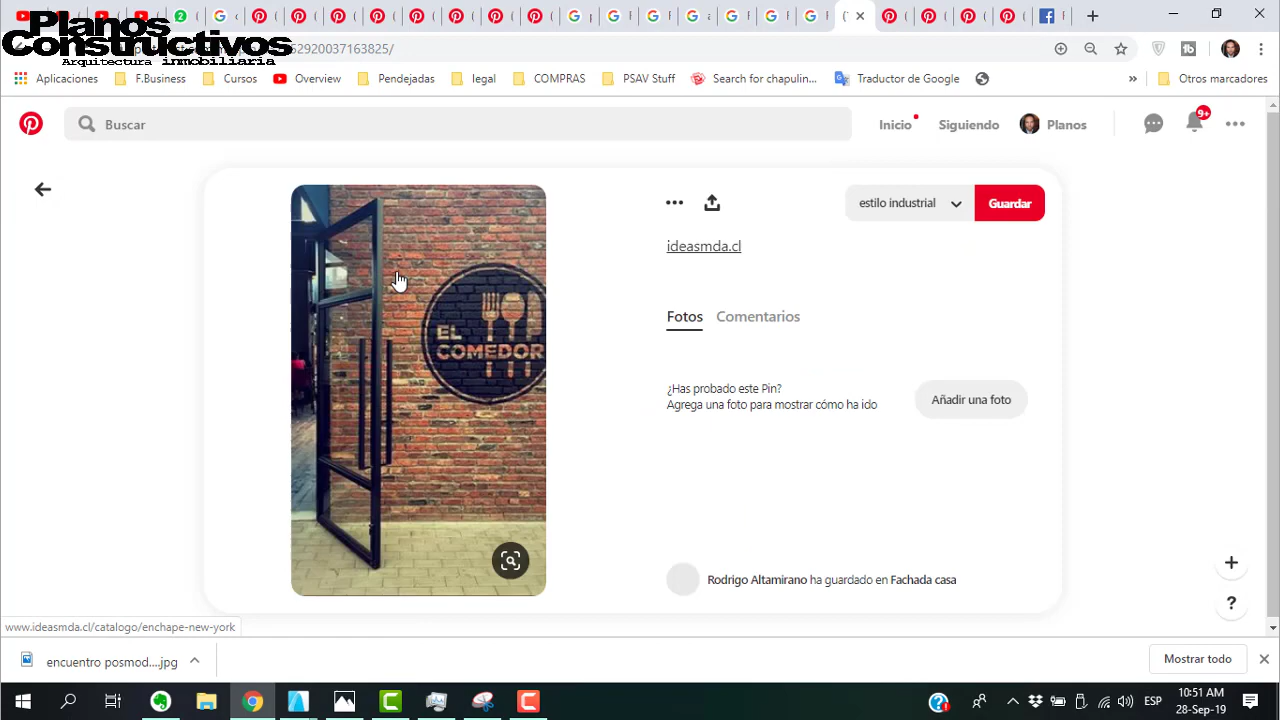 Planos
Constructivos
Arquitectura inmobiliaria
52920037163825/
Aplicaciones
F.Business
Cursos
Overview
Pendejadas
legal
COMPRAS
PSAV Stuff
Search for chapulin...
Traductor de Google
»
Otros marcadores
Buscar
Inicio
Siguiendo
Planos
9+
estilo industrial
Guardar
ideasmda.cl
EL
COMEDOR
Fotos
Comentarios
¿Has probado este Pin?
Agrega una foto para mostrar cómo ha ido
Añadir una foto
Rodrigo Altamirano ha guardado en Fachada casa
+
?
www.ideasmda.cl/catalogo/enchape-new-york
encuentro posmod....jpg
Mostrar todo
ESP
10:51 AM
28-Sep-19